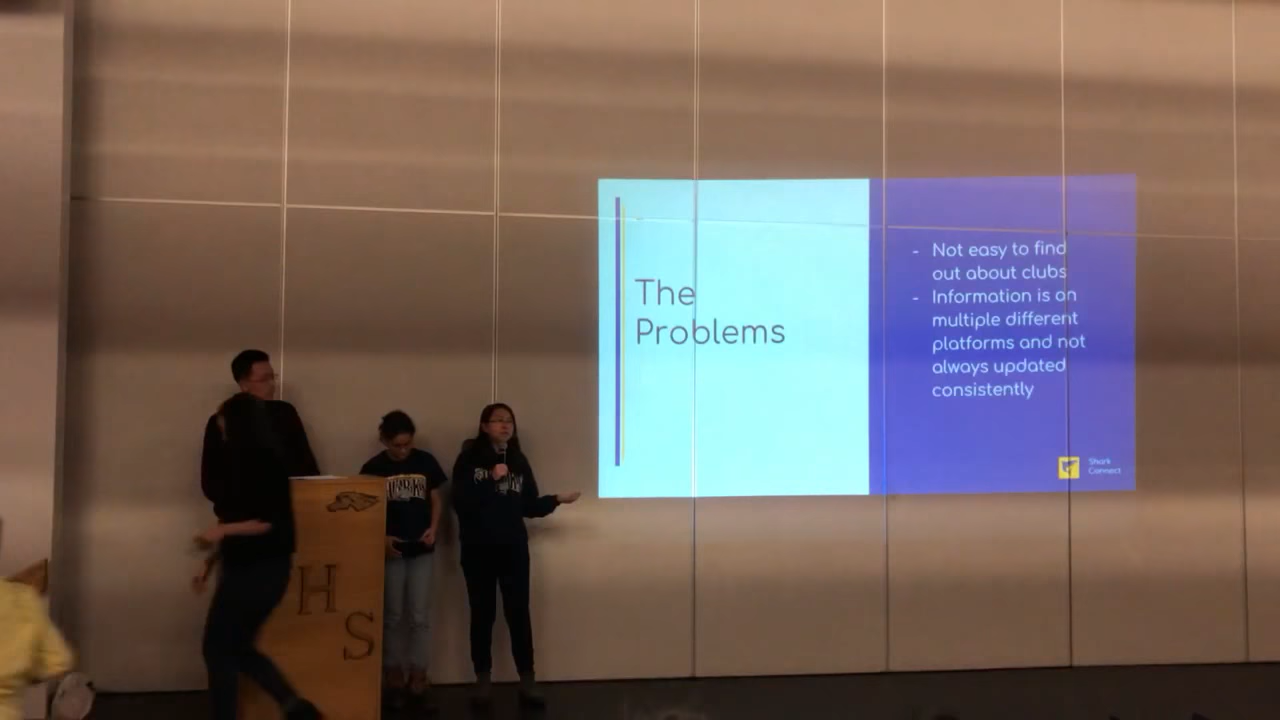 The
Problems
- Not easy to find
out about clubs
- Information is on
multiple different
platforms and not
always updated
consistently
Shark
Connect
H
S